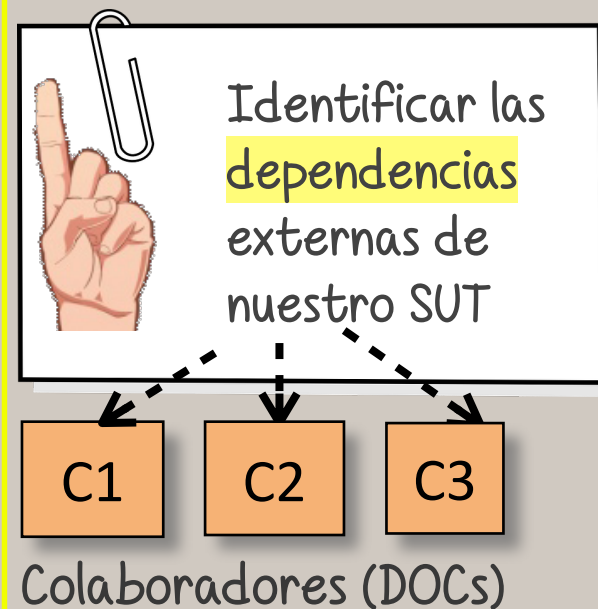 Identificar las
dependencias
externas de
nuestro SUT
C1 C2 C3
Colaboradores (DOCs)